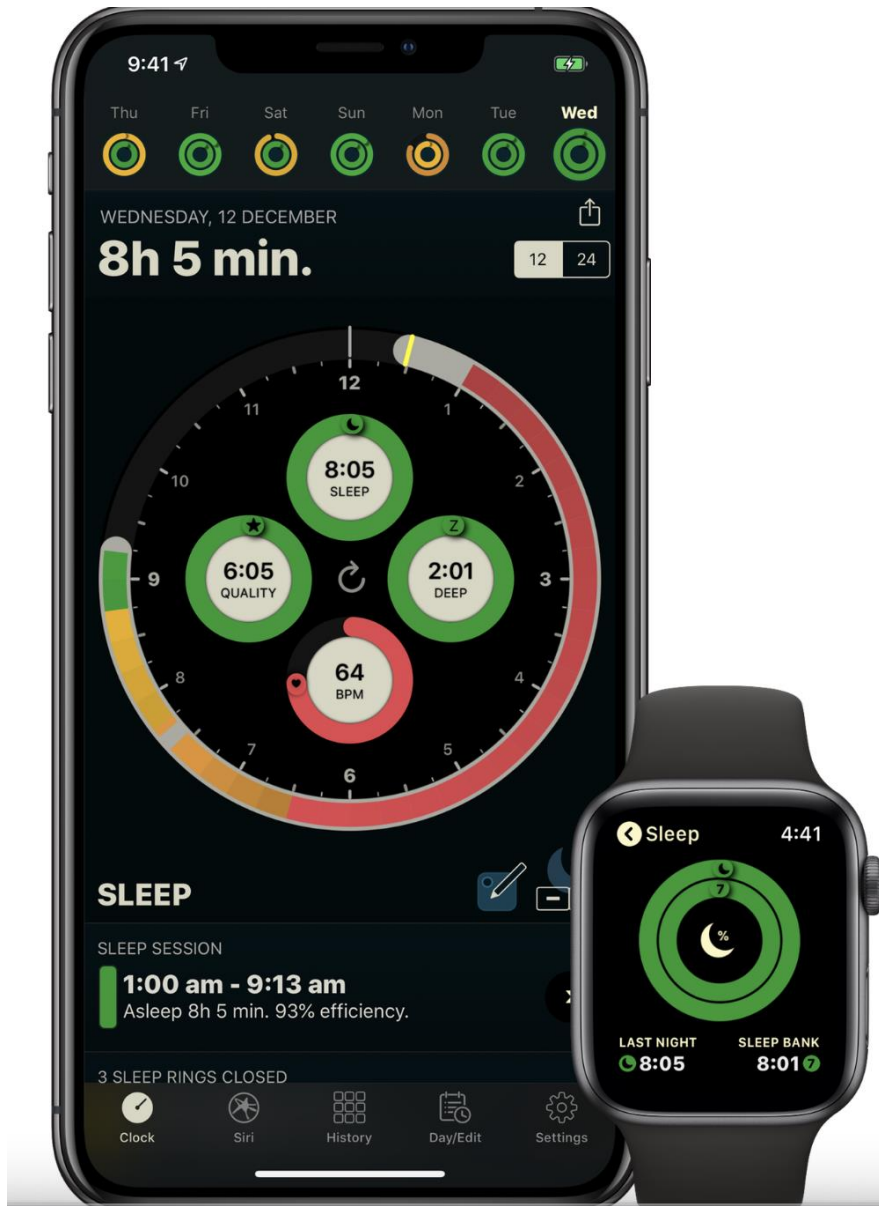 9:41
Thu Fri Sat Sun Mon Tue Wed
WEDNESDAY, 12 DECEMBER
8h 5 min.
12 24
12
11 1
10 2
9 3
8 4
7 5
6
8:05
SLEEP
6:05
QUALITY
Z
2:01
DEEP
64
BPM
SLEEP
SLEEP SESSION
1:00 am - 9:13 am
Asleep 8h 5 min. 93% efficiency.
3 SLEEP RINGS CLOSED
Clock Siri History Day/Edit Settings
Sleep 4:41
7
%
LAST NIGHT SLEEP BANK
8:05 8:01 7